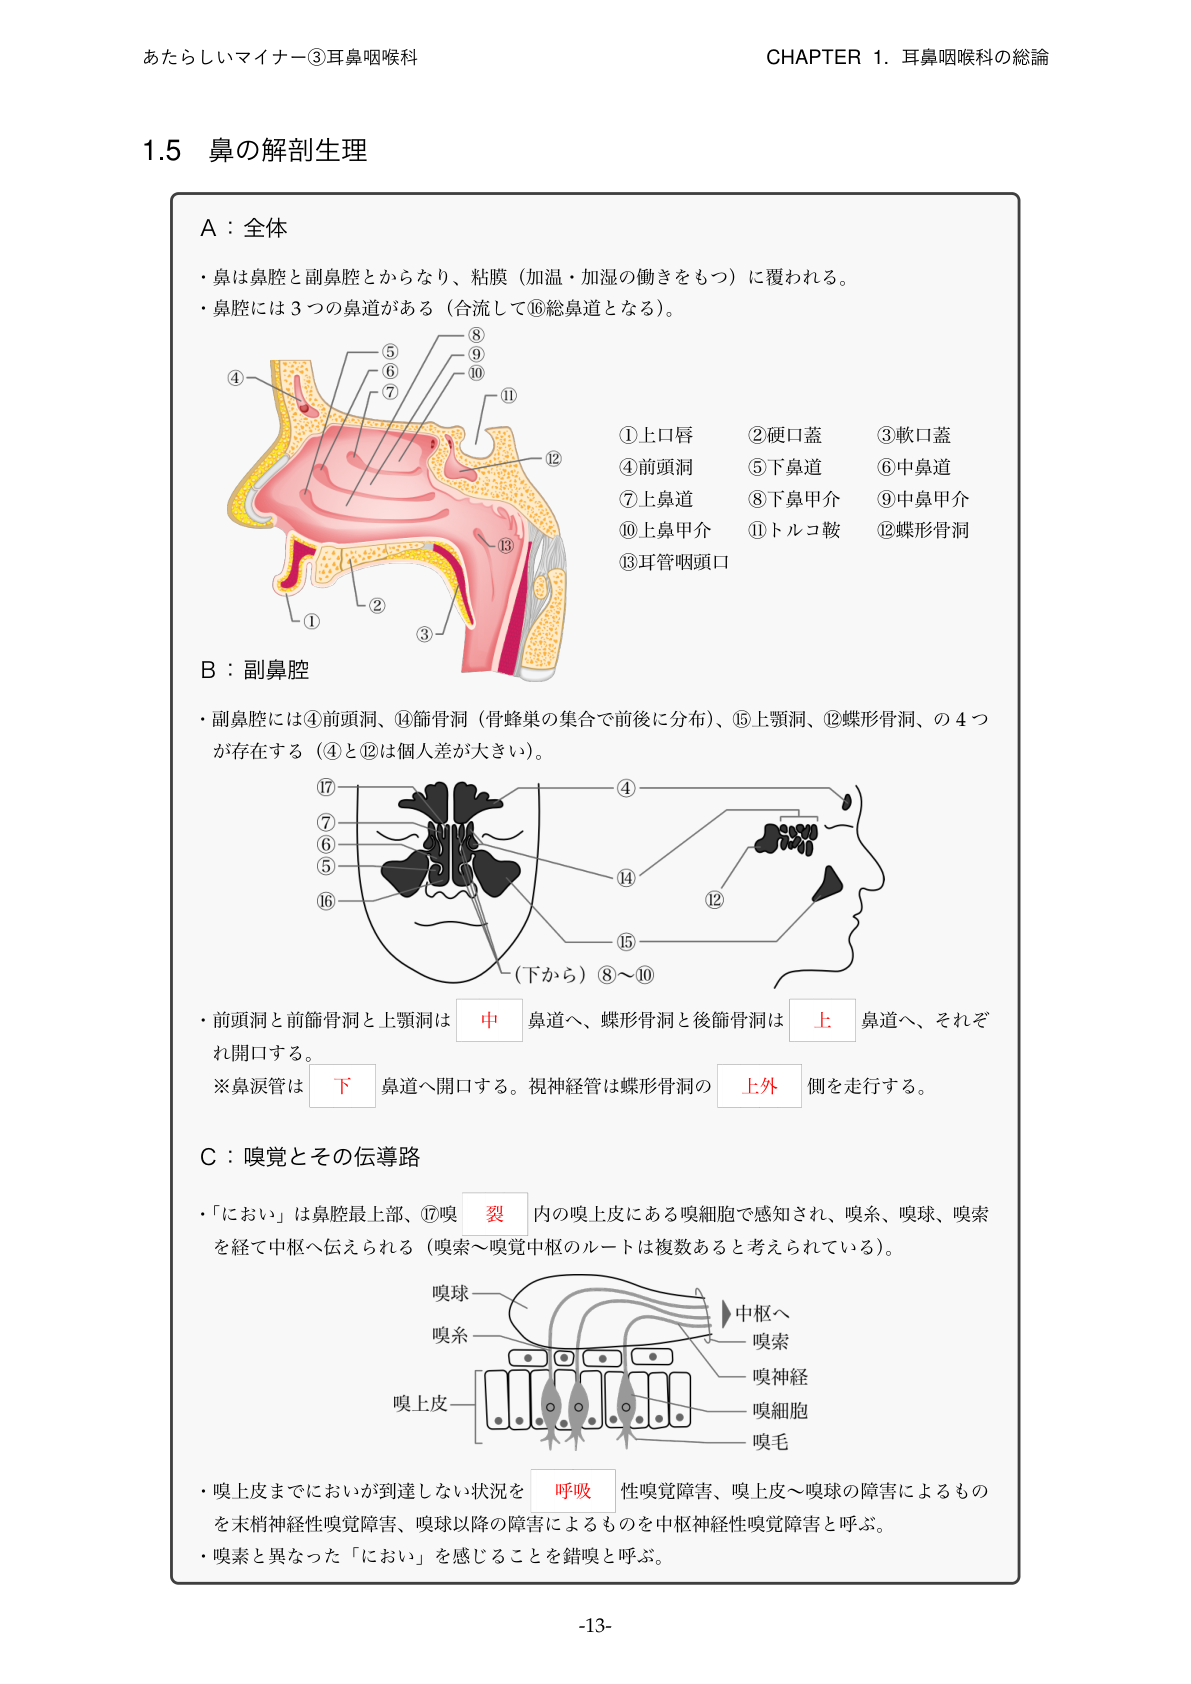 あたらしいマイナー③耳鼻咽喉科
CHAPTER 1. 耳鼻咽喉科の総論
1.5 鼻の解剖生理
A：全体
・鼻は鼻腔と副鼻腔とからなり、粘膜（加温・加湿の働きをもつ）に覆われる。
・鼻腔には3つの鼻道がある（合流して⑯総鼻道となる）。
⑧
⑤
⑨
④
⑥
⑩
⑦
⑪
⑫
⑬
①
②
③
①上口唇 ②硬口蓋 ③軟口蓋
④前頭洞 ⑤下鼻道 ⑥中鼻道
⑦上鼻道 ⑧下鼻甲介 ⑨中鼻甲介
⑩上鼻甲介 ⑪トルコ鞍 ⑫蝶形骨洞
⑬耳管咽頭口
B：副鼻腔
・副鼻腔には④前頭洞、⑭篩骨洞（骨蜂巣の集合で前後に分布）、⑮上顎洞、⑫蝶形骨洞、の4つ
が存在する（④と⑫は個人差が大きい）。
⑰
④
⑦
⑥
⑤
⑭
⑯
⑫
⑮
（下から）⑧〜⑩
・前頭洞と前篩骨洞と上顎洞は 中 鼻道へ、蝶形骨洞と後篩骨洞は 上 鼻道へ、それぞ
れ開口する。
※鼻涙管は 下 鼻道へ開口する。視神経管は蝶形骨洞の 上外 側を走行する。
C：嗅覚とその伝導路
・「におい」は鼻腔最上部、⑰嗅 裂 内の嗅上皮にある嗅細胞で感知され、嗅糸、嗅球、嗅索
を経て中枢へ伝えられる（嗅索〜嗅覚中枢のルートは複数あると考えられている）。
嗅球
中枢へ
嗅糸
嗅索
嗅神経
嗅上皮
嗅細胞
嗅毛
・嗅上皮までにおいが到達しない状況を 呼吸 性嗅覚障害、嗅上皮〜嗅球の障害によるもの
を末梢神経性嗅覚障害、嗅球以降の障害によるものを中枢神経性嗅覚障害と呼ぶ。
・嗅素と異なった「におい」を感じることを錯嗅と呼ぶ。
-13-